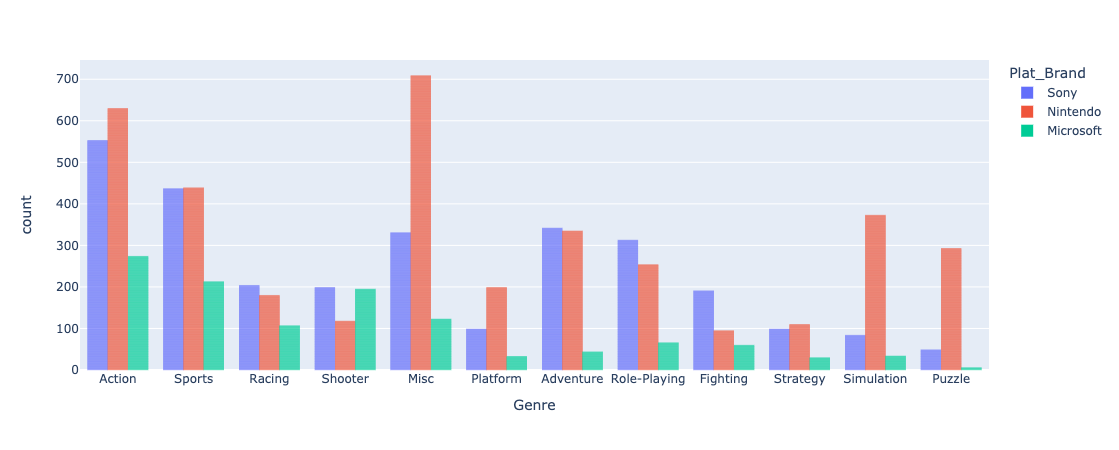 Plat_Brand
Sony
Nintendo
Microsoft
count
700
600
500
400
300
200
100
0
Action Sports Racing Shooter Misc Platform Adventure Role-Playing Fighting Strategy Simulation Puzzle
Genre